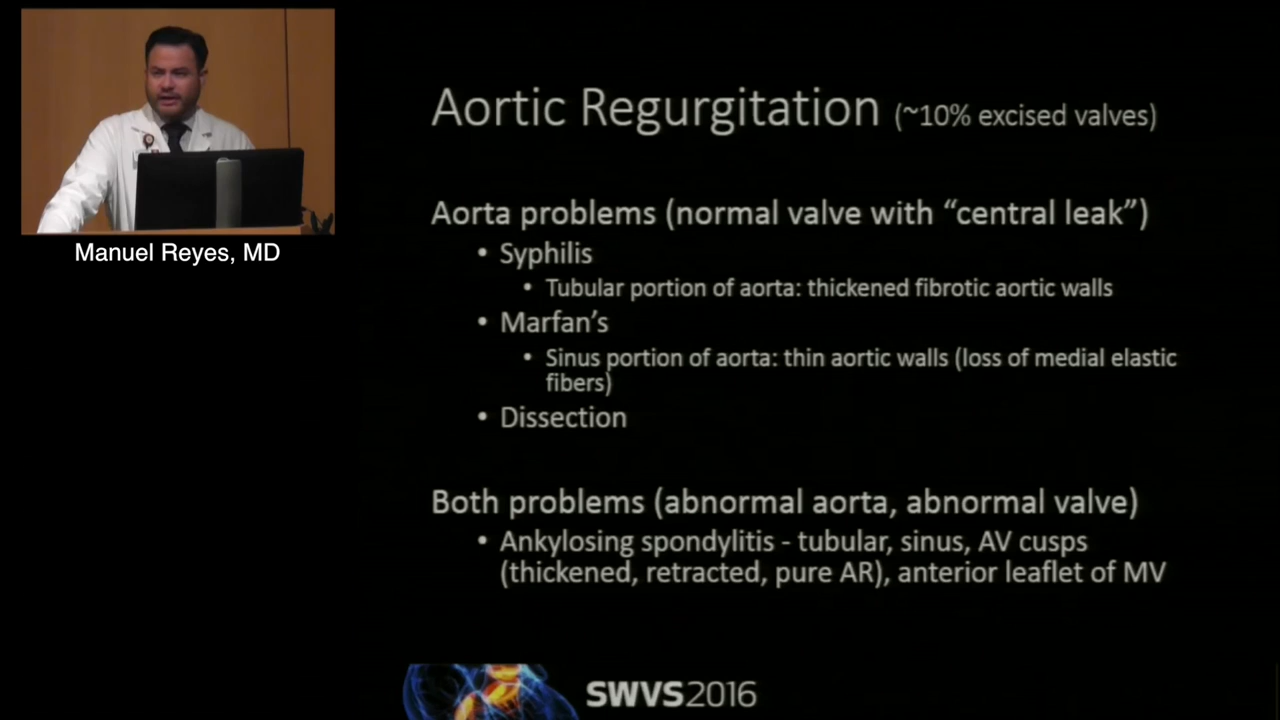 Manuel Reyes, MD
Aortic Regurgitation (~10% excised valves)
Aorta problems (normal valve with “central leak”)
• Syphilis
• Tubular portion of aorta: thickened fibrotic aortic walls
• Marfan’s
• Sinus portion of aorta: thin aortic walls (loss of medial elastic
fibers)
• Dissection
Both problems (abnormal aorta, abnormal valve)
• Ankylosing spondylitis - tubular, sinus, AV cusps
(thickened, retracted, pure AR), anterior leaflet of MV
SWVS2016